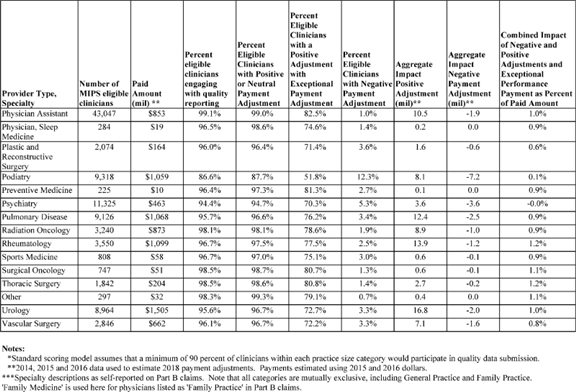 Provider Type, Specialty | Number of MIPS eligible clinicians | Paid Amount (mil) ** | Percent eligible clinicians engaging with quality reporting | Percent Eligible Clinicians with Positive or Neutral Payment Adjustment | Percent Eligible Clinicians with a Positive Adjustment with Exceptional Payment Adjustment | Percent Eligible Clinicians with Negative Payment Adjustment | Aggregate Impact Positive Adjustment (mil)** | Aggregate Impact Negative Payment Adjustment (mil)** | Combined Impact of Negative and Positive Adjustments and Exceptional Performance Payment as Percent of Paid Amount
Physician Assistant 43,047 $853 99.1% 99.0% 82.5% 1.0% 10.5 -1.9 1.0%
Physician, Sleep Medicine 284 $19 96.5% 98.6% 74.6% 1.4% 0.2 0.0 0.9%
Plastic and Reconstructive Surgery 2,074 $164 96.0% 96.4% 71.4% 3.6% 1.6 -0.6 0.6%
Podiatry 9,318 $1,059 86.6% 87.7% 51.8% 12.3% 8.1 -7.2 0.1%
Preventive Medicine 225 $10 96.4% 97.3% 81.3% 2.7% 0.1 0.0 0.9%
Psychiatry 11,325 $463 94.4% 94.7% 70.3% 5.3% 3.6 -3.6 -0.0%
Pulmonary Disease 9,126 $1,068 95.7% 96.6% 76.2% 3.4% 12.4 -2.5 0.9%
Radiation Oncology 3,240 $873 98.1% 98.1% 78.6% 1.9% 8.9 -1.0 0.9%
Rheumatology 3,550 $1,099 96.7% 97.5% 77.5% 2.5% 13.9 -1.2 1.2%
Sports Medicine 808 $58 96.7% 97.0% 75.1% 3.0% 0.6 -0.1 0.9%
Surgical Oncology 747 $51 98.5% 98.7% 80.7% 1.3% 0.6 -0.1 1.1%
Thoracic Surgery 1,842 $204 98.5% 98.6% 80.8% 1.4% 2.7 -0.2 1.2%
Other 297 $32 98.3% 99.3% 79.1% 0.7% 0.4 0.0 1.1%
Urology 8,964 $1,505 95.6% 96.7% 72.7% 3.3% 16.8 -2.0 1.0%
Vascular Surgery 2,846 $662 96.1% 96.7% 72.2% 3.3% 7.1 -1.6 0.8%
Notes:
*Standard scoring model assumes that a minimum of 90 percent of clinicians within each practice size category would participate in quality data submission.
**2014, 2015 and 2016 data used to estimate 2018 payment adjustments. Payments estimated using 2015 and 2016 dollars.
***Specialty descriptions as self-reported on Part B claims. Note that all categories are mutually exclusive, including General Practice and Family Practice.
'Family Medicine' is used here for physicians listed as 'Family Practice' in Part B claims.